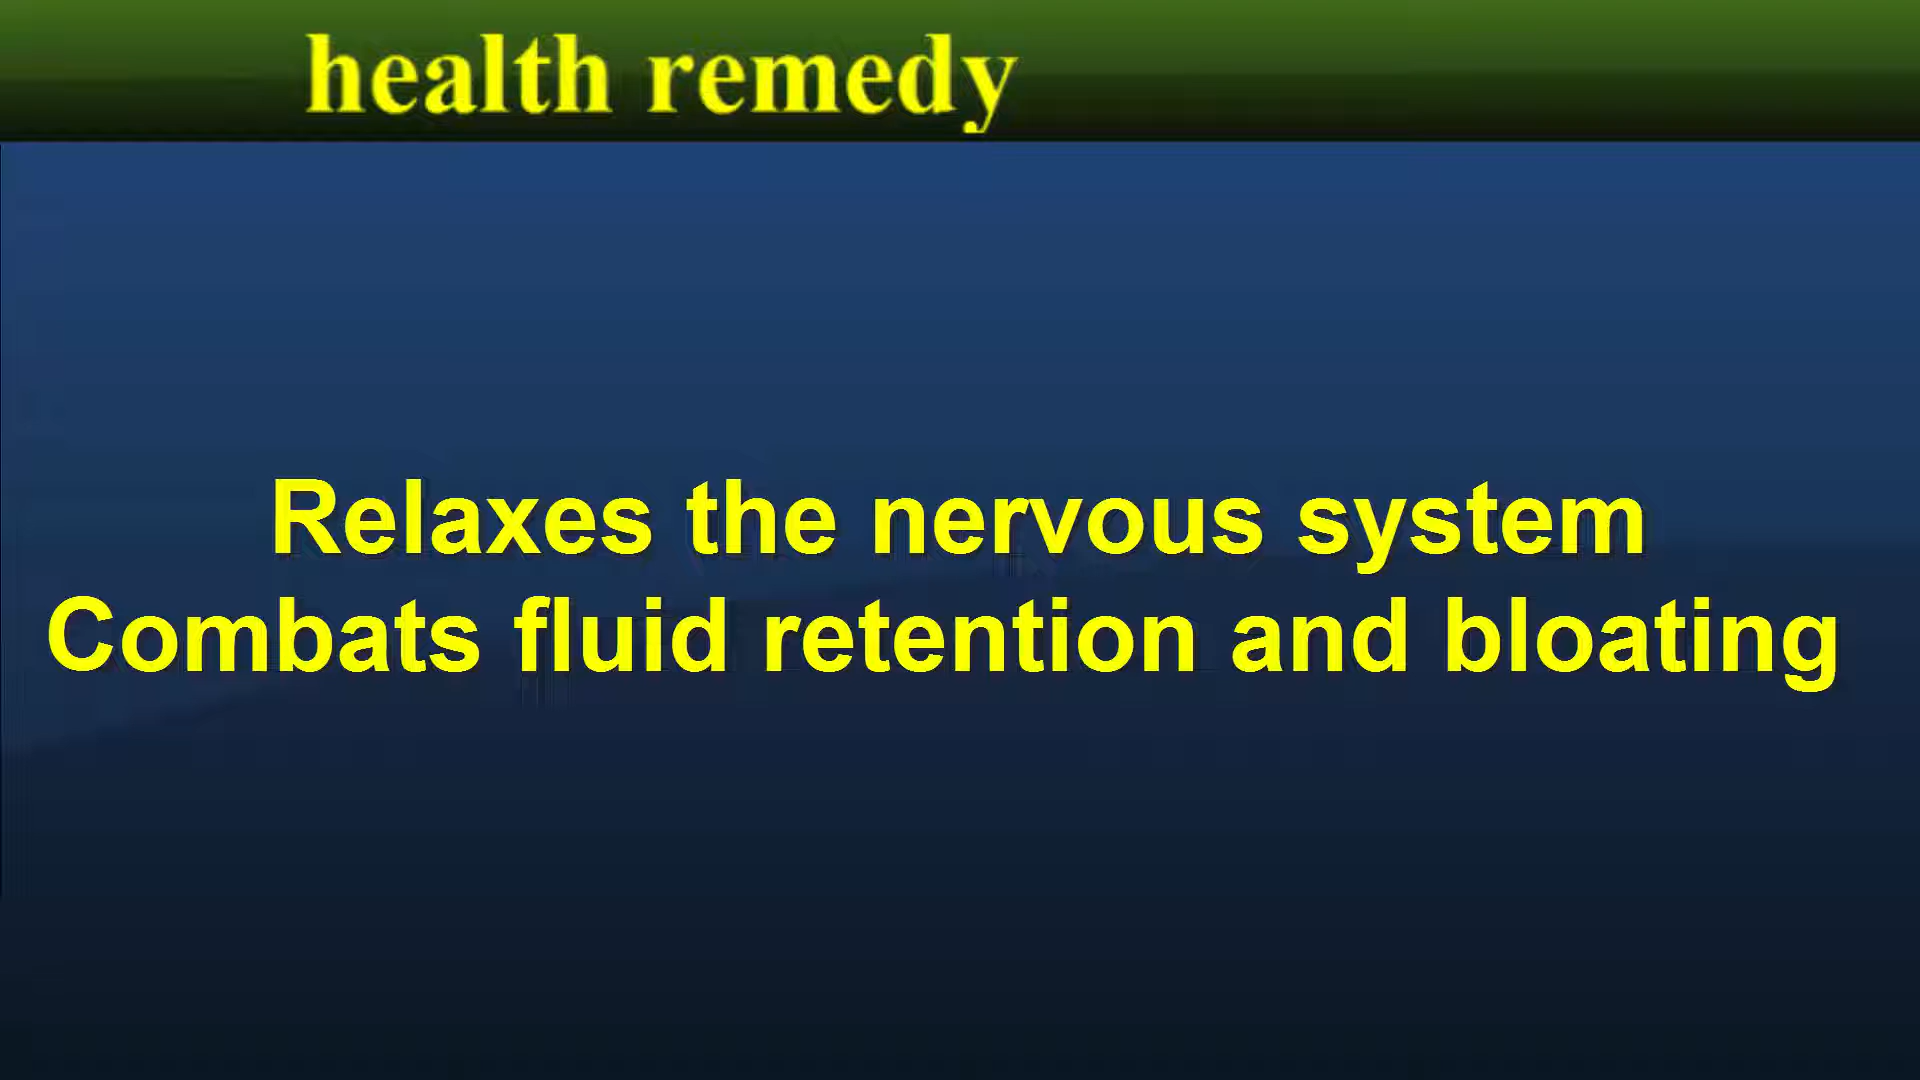 health remedy
Relaxes the nervous system
Combats fluid retention and bloating